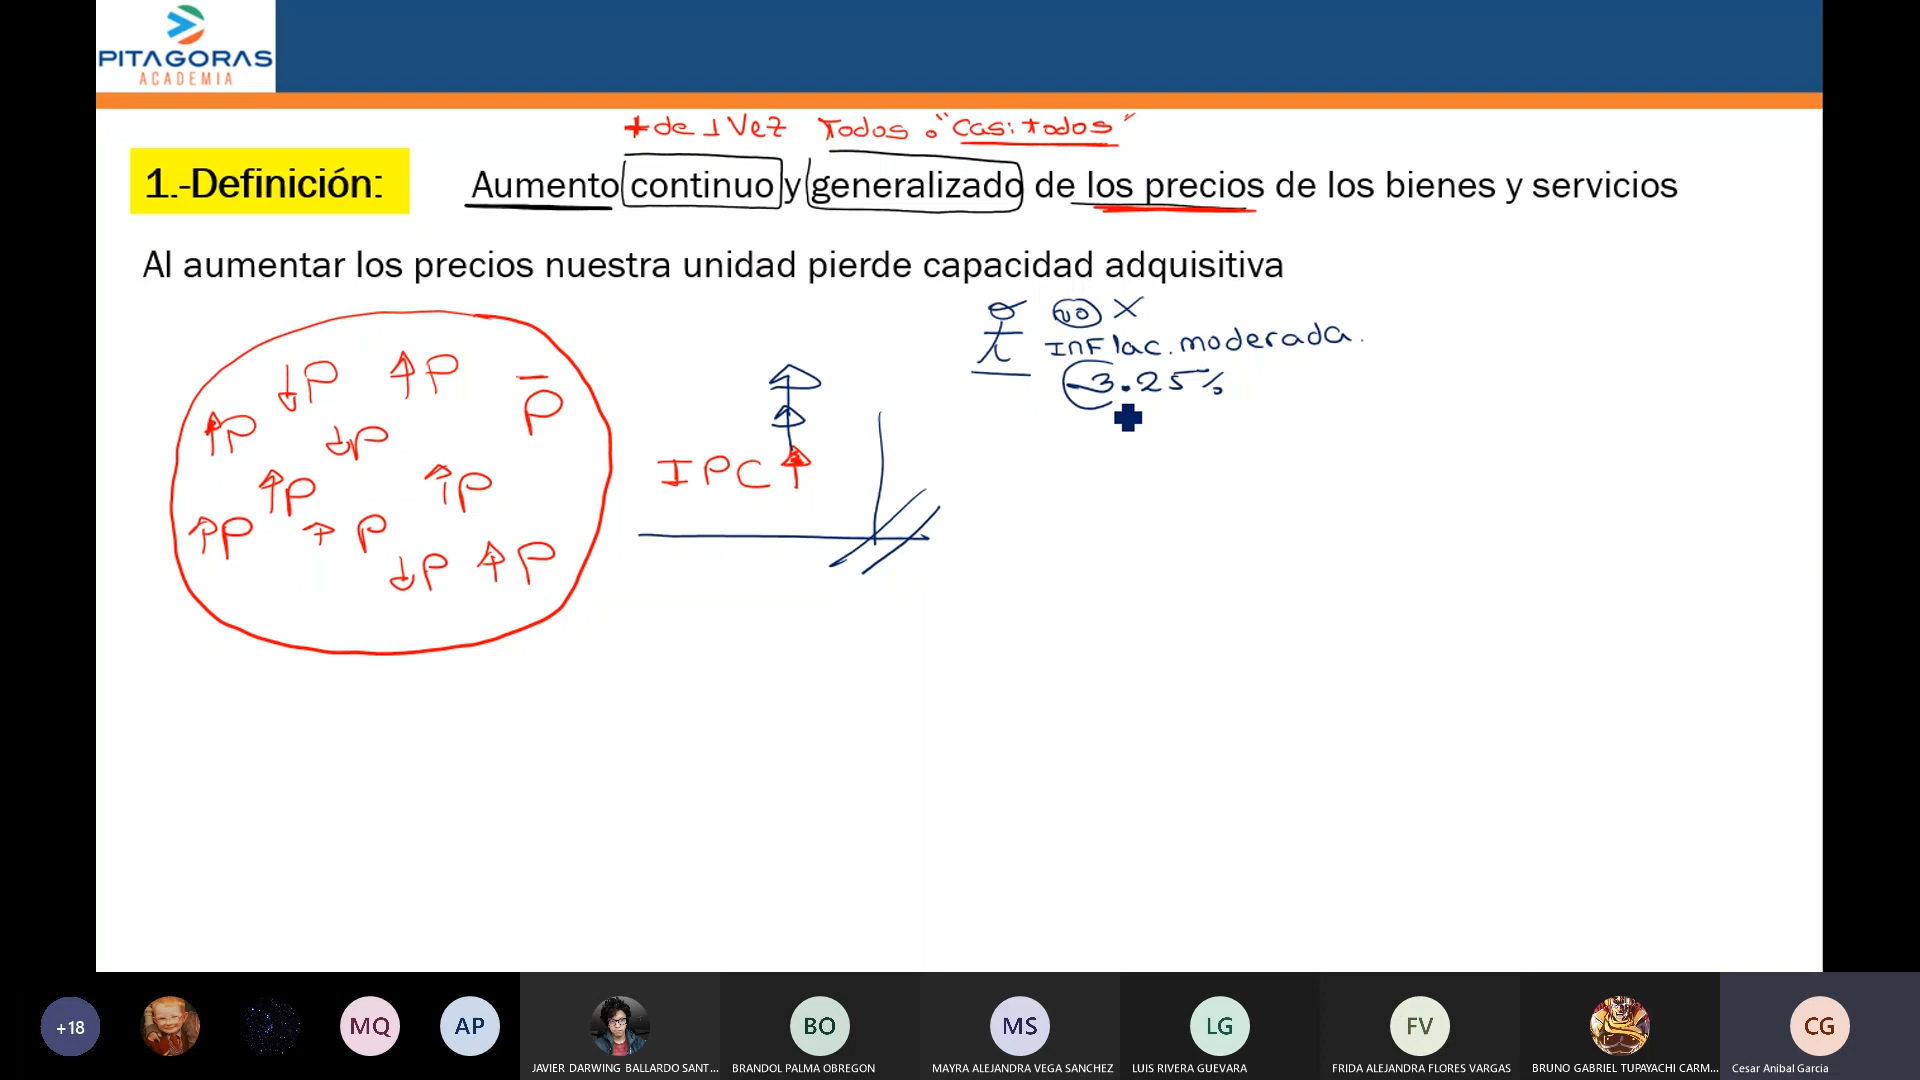 PITAGORAS
ACADEMIA
+ de 1 Vez Todos o "Casi Todos"
1.-Definición: Aumento continuo y generalizado de los precios de los bienes y servicios
Al aumentar los precios nuestra unidad pierde capacidad adquisitiva
no X
Inflac. moderada.
3.25%
↓P ↑P
P
↑P ↓P
↑P ↑P
↑P ↑ P
↓P ↑P
IPC ↑
+18
MQ
AP
BO
MS
LG
FV
CG
JAVIER DARWING BALLARDO SANT...
BRANDOL PALMA OBREGON
MAYRA ALEJANDRA VEGA SANCHEZ
LUIS RIVERA GUEVARA
FRIDA ALEJANDRA FLORES VARGAS
BRUNO GABRIEL TUPAYACHI CARM...
Cesar Anibal Garcia